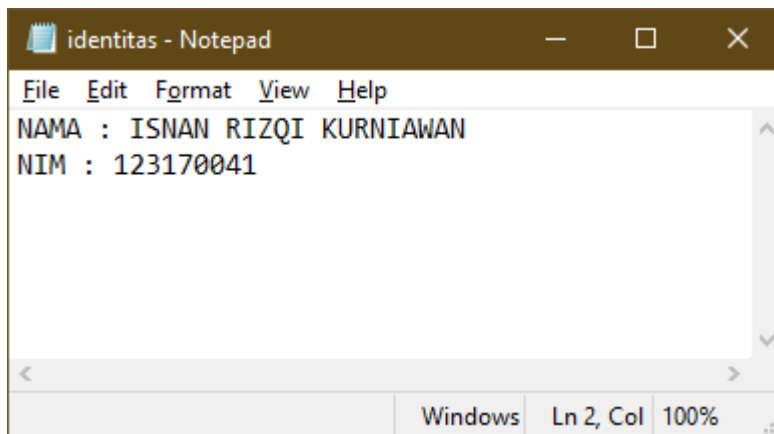 identitas - Notepad
File Edit Format View Help
NAMA : ISNAN RIZQI KURNIAWAN
NIM : 123170041
Windows Ln 2, Col 100%